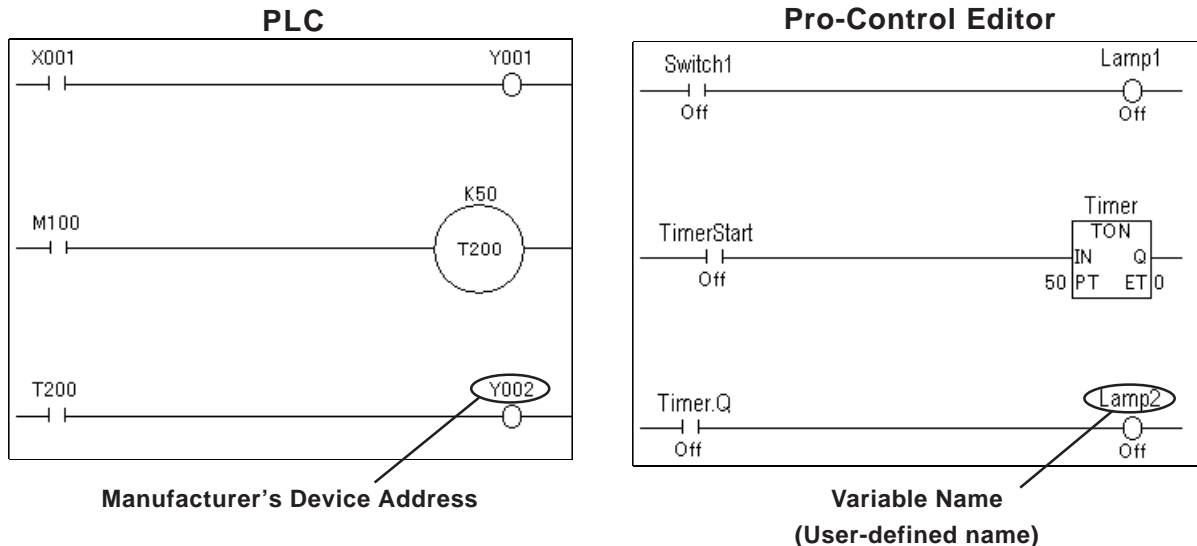 PLC
X001 Y001
K50
M100
T200
T200 Y002
Manufacturer’s Device Address
Pro-Control Editor
Switch1 Lamp1
Off Off
Timer
TON
TimerStart
IN Q
Off
50 PT ET 0
Timer.Q Lamp2
Off Off
Variable Name
(User-defined name)